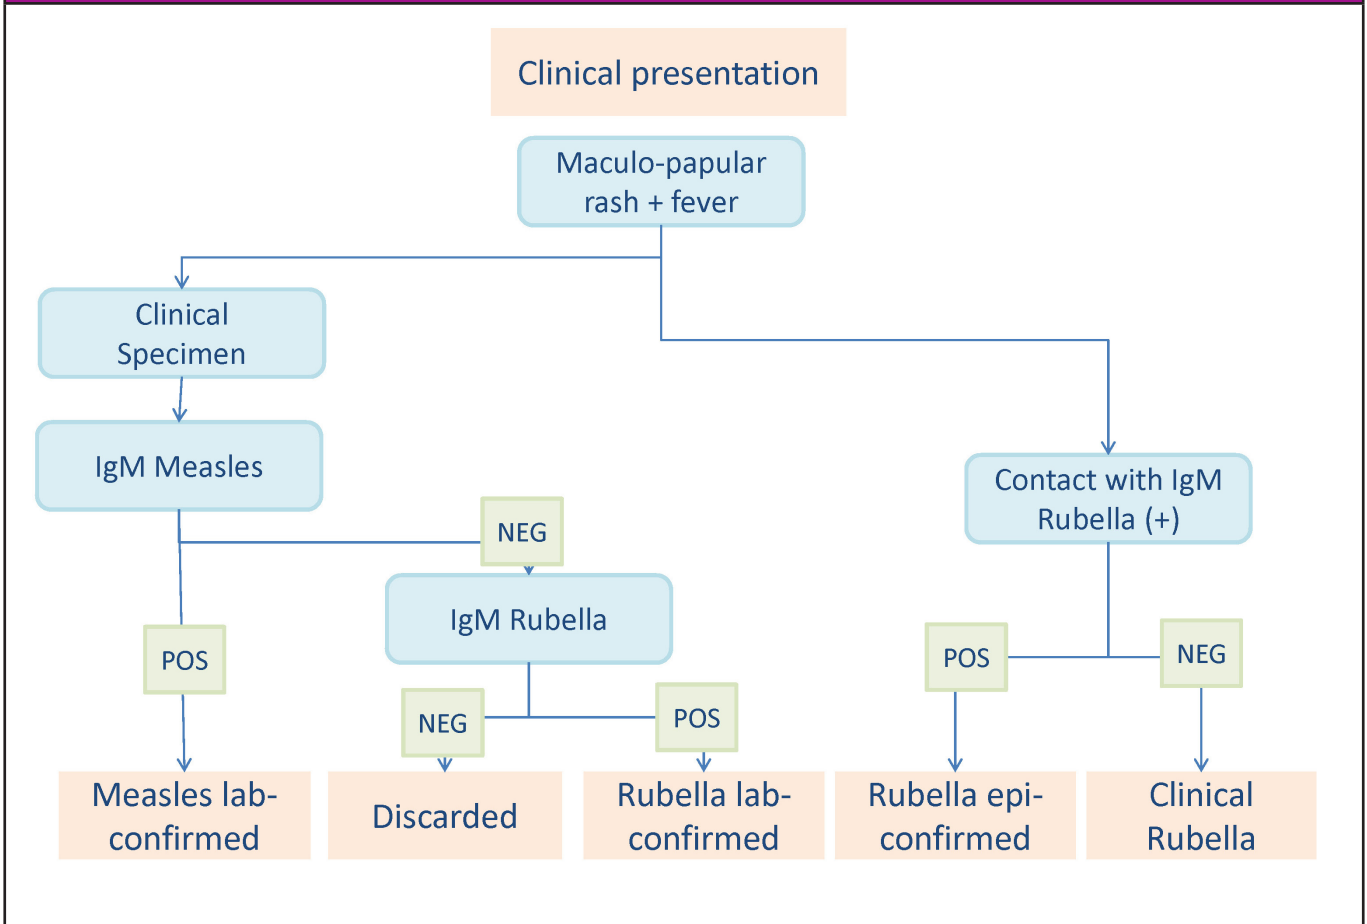 Clinical presentation
Maculo-papular
rash + fever
Clinical
Specimen
IgM Measles
Contact with IgM
Rubella (+)
NEG
IgM Rubella
POS
NEG
POS
POS
NEG
Measles lab-
confirmed
Discarded
Rubella lab-
confirmed
Rubella epi-
confirmed
Clinical
Rubella